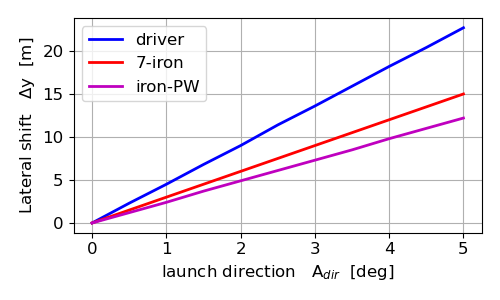 driver
7-iron
iron-PW
Lateral shift Δy [m]
20
15
10
5
0
0 1 2 3 4 5
launch direction A_dir [deg]